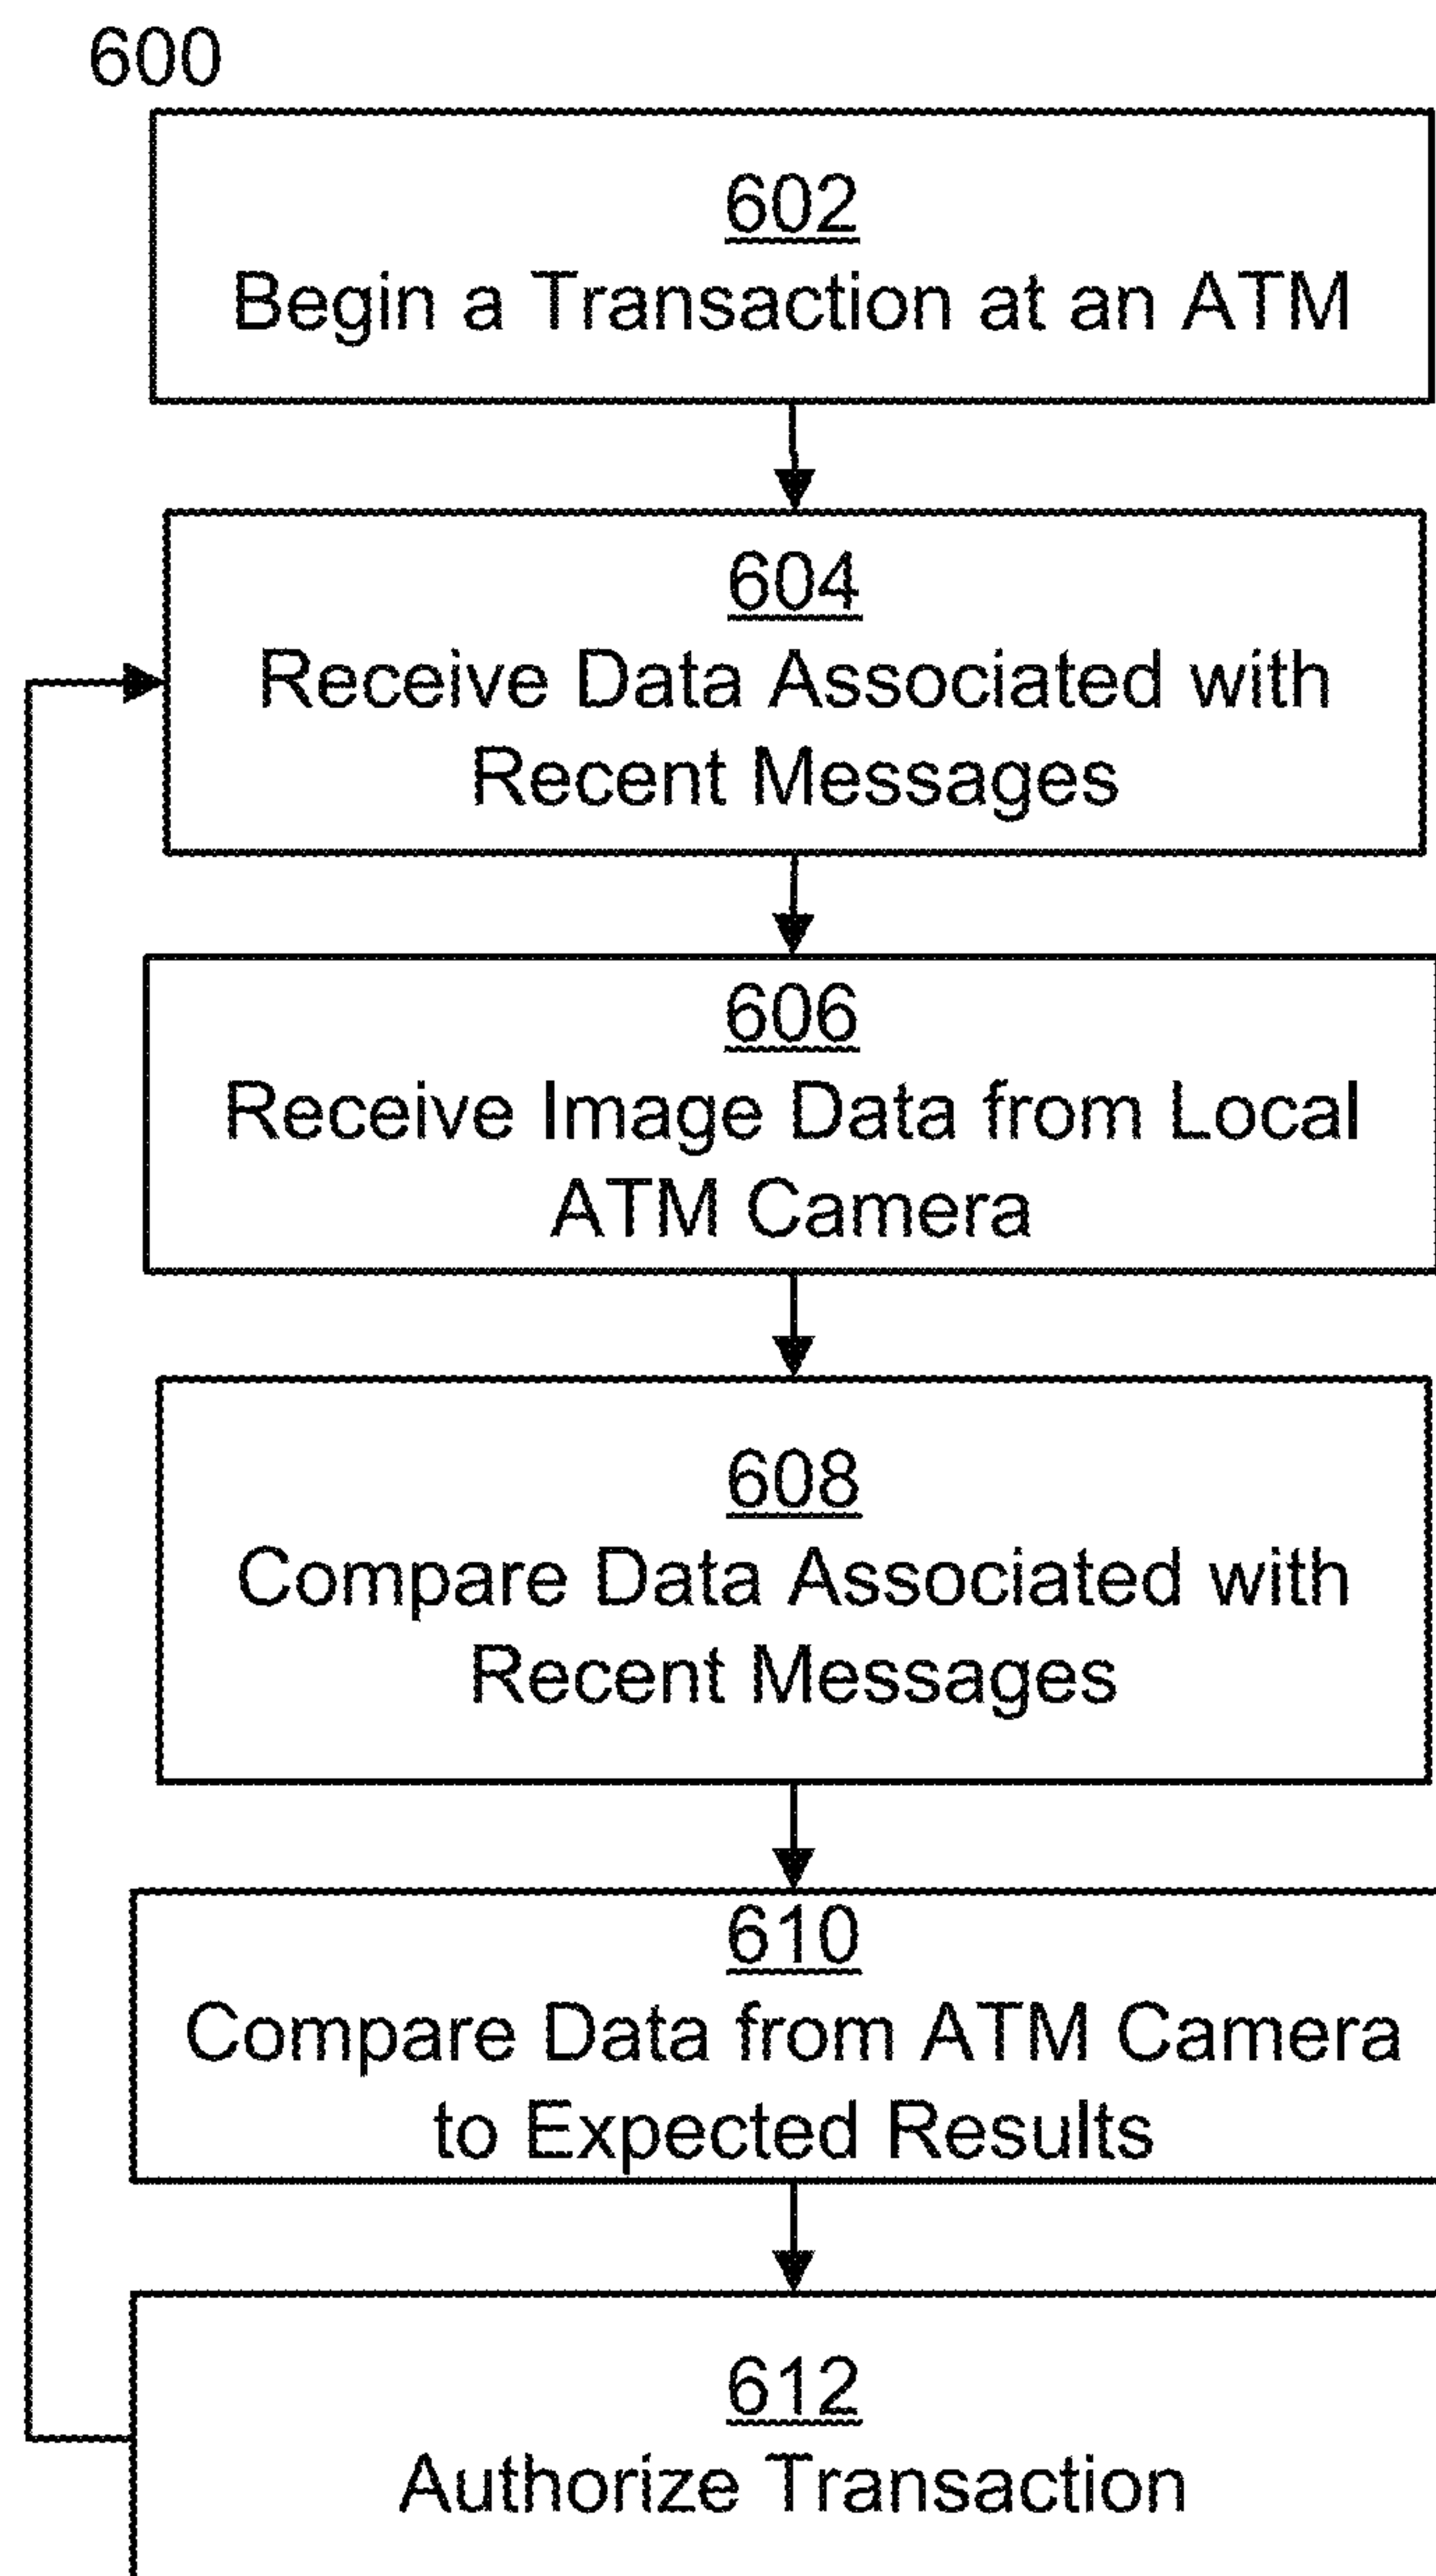 600
602
Begin a Transaction at an ATM
604
Receive Data Associated with
Recent Messages
606
Receive Image Data from Local
ATM Camera
608
Compare Data Associated with
Recent Messages
610
Compare Data from ATM Camera
to Expected Results
612
Authorize Transaction